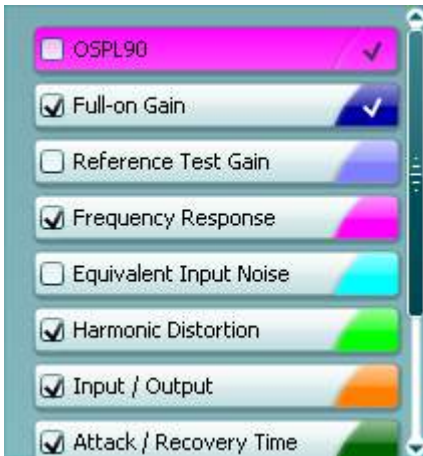 OSPL90
Full-on Gain
Reference Test Gain
Frequency Response
Equivalent Input Noise
Harmonic Distortion
Input / Output
Attack / Recovery Time